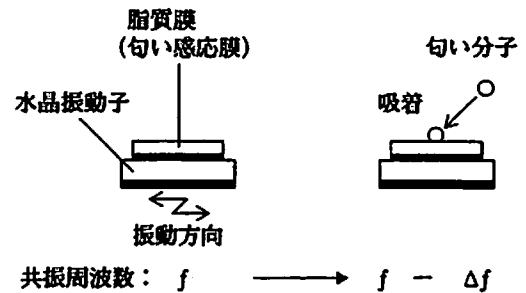 脂質膜
(匂い感応膜)
匂い分子
水晶振動子
吸着
振動方向
共振周波数： f ⟶ f − Δf